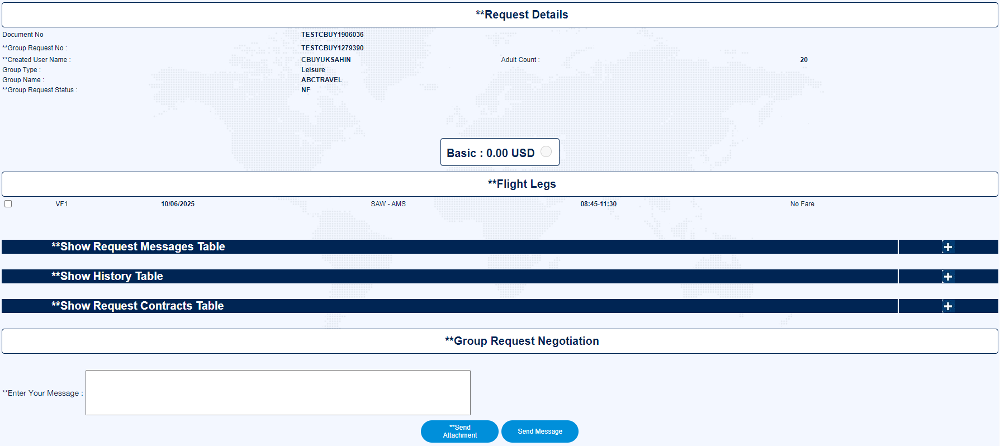 **Request Details
Document No TESTCBUY1906036
**Group Request No : TESTCBUY1279390
**Created User Name : CBUYUKSAHIN Adult Count : 20
Group Type : Leisure
Group Name : ABCTRAVEL
**Group Request Status : NF
Basic : 0.00 USD
**Flight Legs
VF1 10/06/2025 SAW - AMS 08:45-11:30 No Fare
**Show Request Messages Table
**Show History Table
**Show Request Contracts Table
**Group Request Negotiation
**Enter Your Message :
**Send
Attachment
Send Message